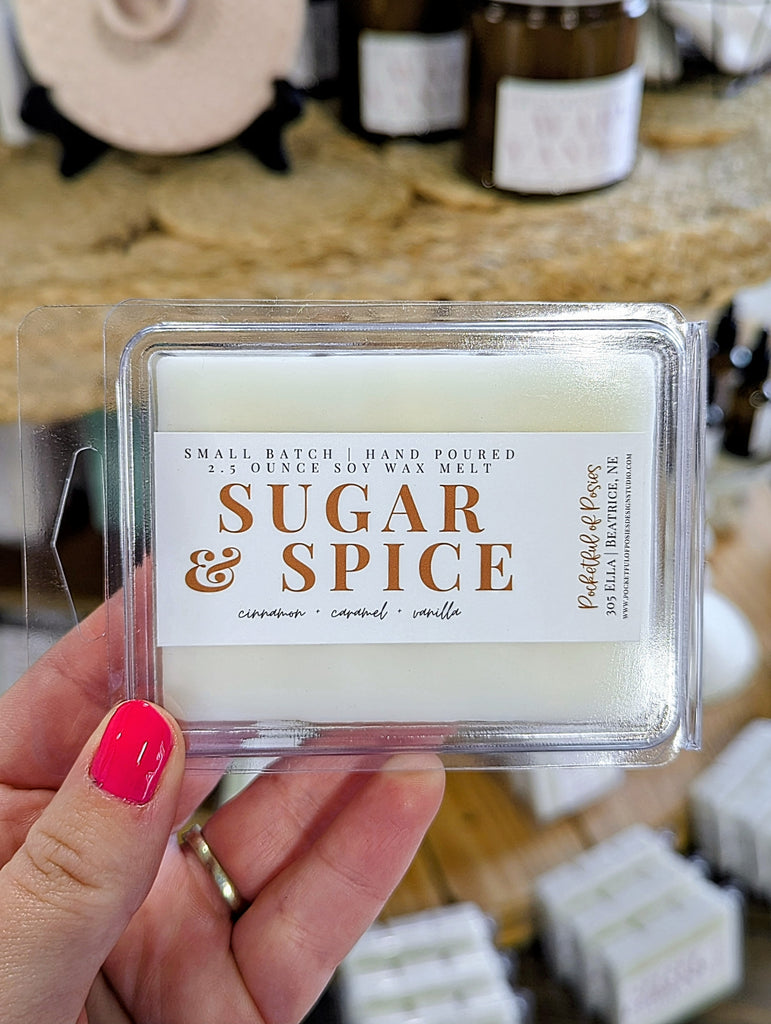 SMALL BATCH | HAND POURED
2.5 OUNCE SOY WAX MELT
SUGAR
& SPICE
cinnamon + caramel + vanilla
Pocketful of Posies
305 ELLA | BEATRICE, NE
WWW.POCKETFULOFPOSIESDESIGNSTUDIO.COM